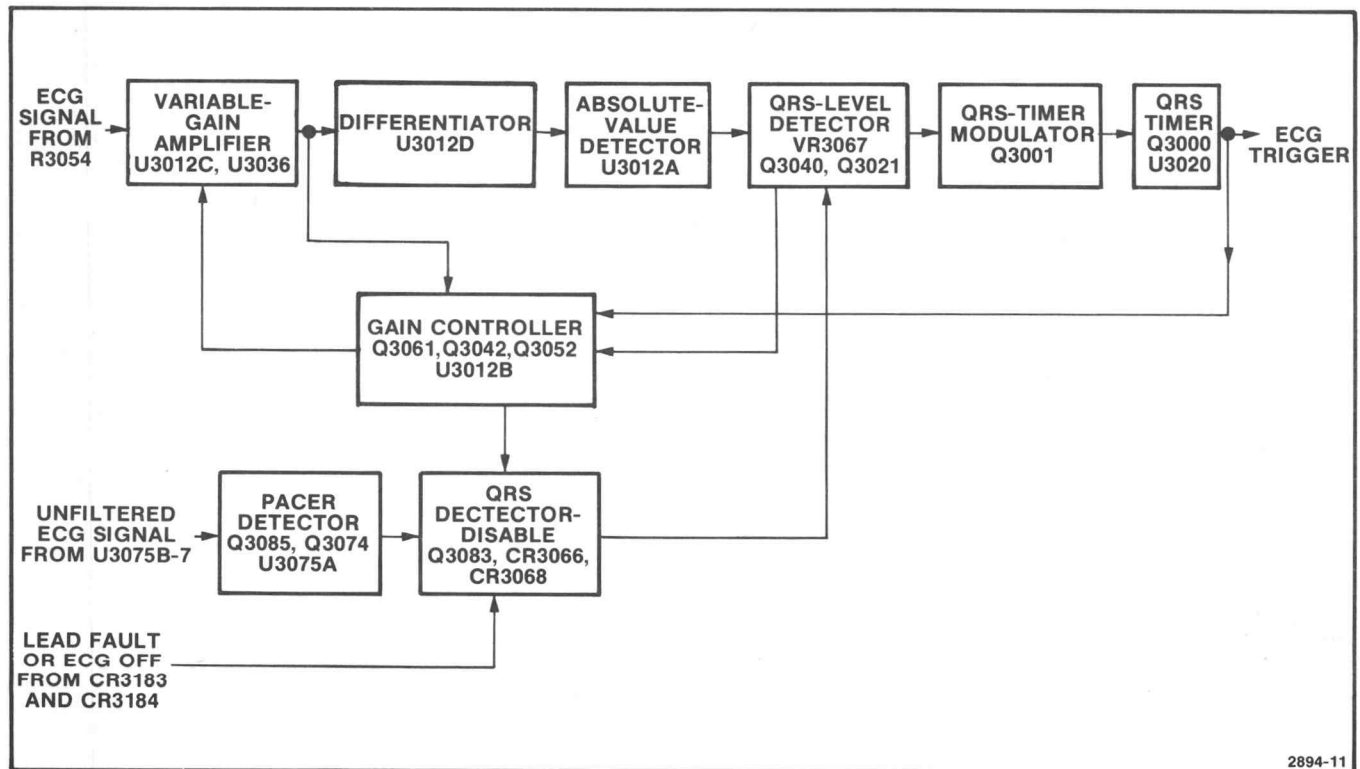 ECG
SIGNAL
FROM
R3054
VARIABLE-
GAIN
AMPLIFIER
U3012C, U3036
DIFFERENTIATOR
U3012D
ABSOLUTE-
VALUE
DETECTOR
U3012A
QRS-LEVEL
DETECTOR
VR3067
Q3040, Q3021
QRS-TIMER
MODULATOR
Q3001
QRS
TIMER
Q3000
U3020
ECG
TRIGGER
GAIN CONTROLLER
Q3061, Q3042, Q3052
U3012B
UNFILTERED
ECG SIGNAL
FROM U3075B-7
PACER
DETECTOR
Q3085, Q3074
U3075A
QRS
DECTECTOR-
DISABLE
Q3083, CR3066,
CR3068
LEAD FAULT
OR ECG OFF
FROM CR3183
AND CR3184
2894-11